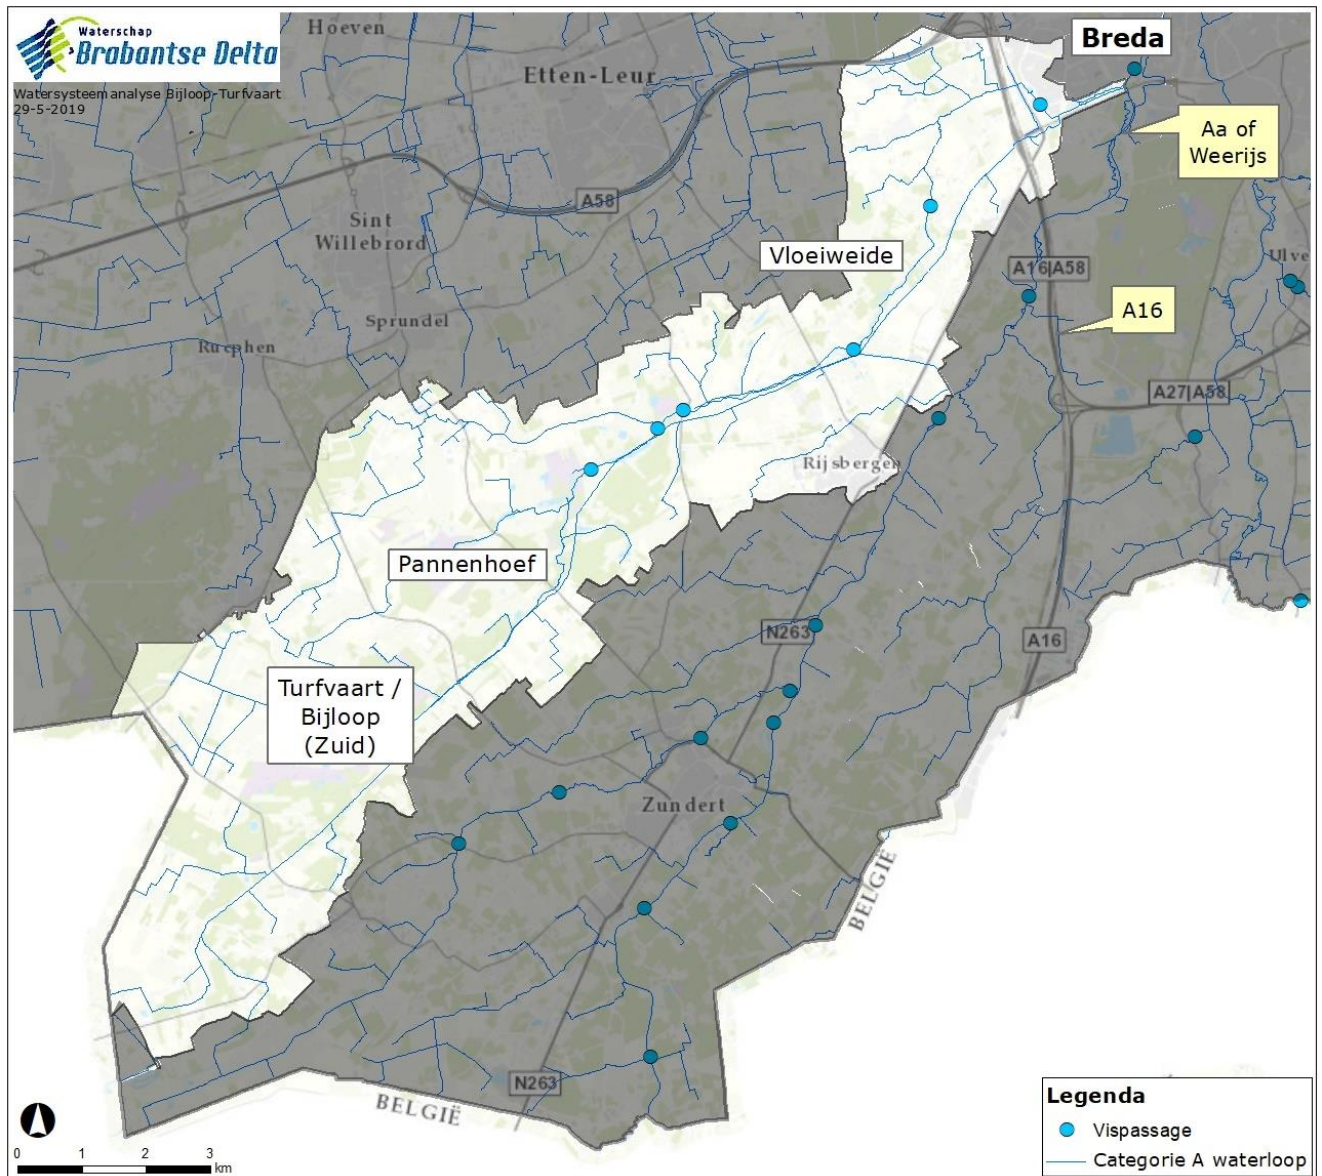 Waterschap
Brabantse Delta
Watersysteemanalyse Bijloop-Turfvaart
29-5-2019
Hoeven
Etten-Leur
Breda
Aa of
Weerijs
A58
Sint
Willebrord
Vloeiweide
A16|A58
Ulve
A16
Sprundel
Rucphen
A27|A58
Rijsbergen
Pannenhoef
N263
A16
Turfvaart /
Bijloop
(Zuid)
Zundert
BELGIË
N263
BELGIË
Legenda
Vispassage
Categorie A waterloop
0 1 2 3
km